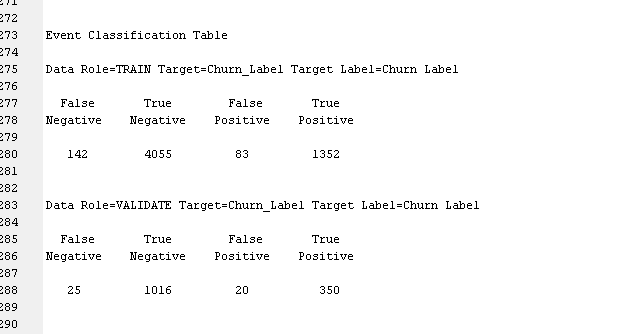 271
272
273 Event Classification Table
274
275 Data Role=TRAIN Target=Churn_Label Target Label=Churn Label
276
277 False True False True
278 Negative Negative Positive Positive
279
280 142 4055 83 1352
281
282
283 Data Role=VALIDATE Target=Churn_Label Target Label=Churn Label
284
285 False True False True
286 Negative Negative Positive Positive
287
288 25 1016 20 350
289
290